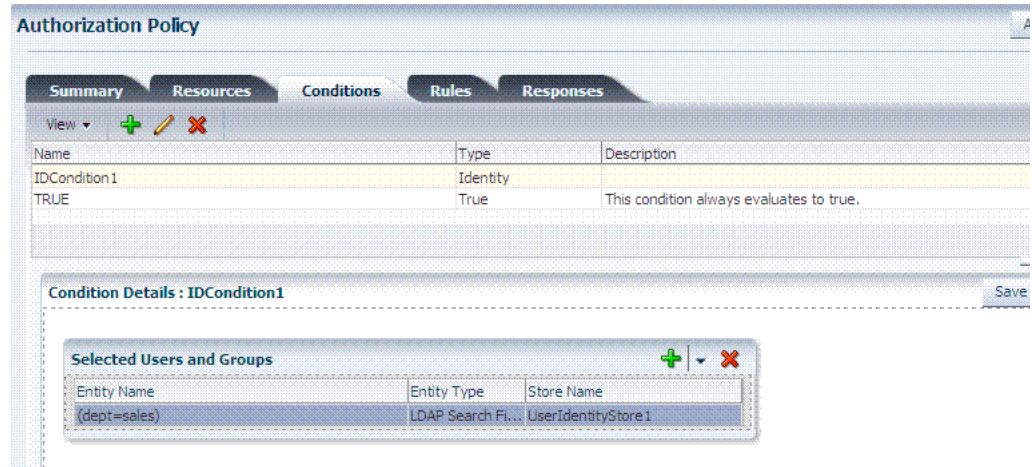 Authorization Policy
A
Summary Resources Conditions Rules Responses
View
Name Type Description
IDCondition1 Identity
TRUE True This condition always evaluates to true.
Condition Details : IDCondition1 Save
Selected Users and Groups
Entity Name Entity Type Store Name
(dept=sales) LDAP Search Fi... UserIdentityStore1